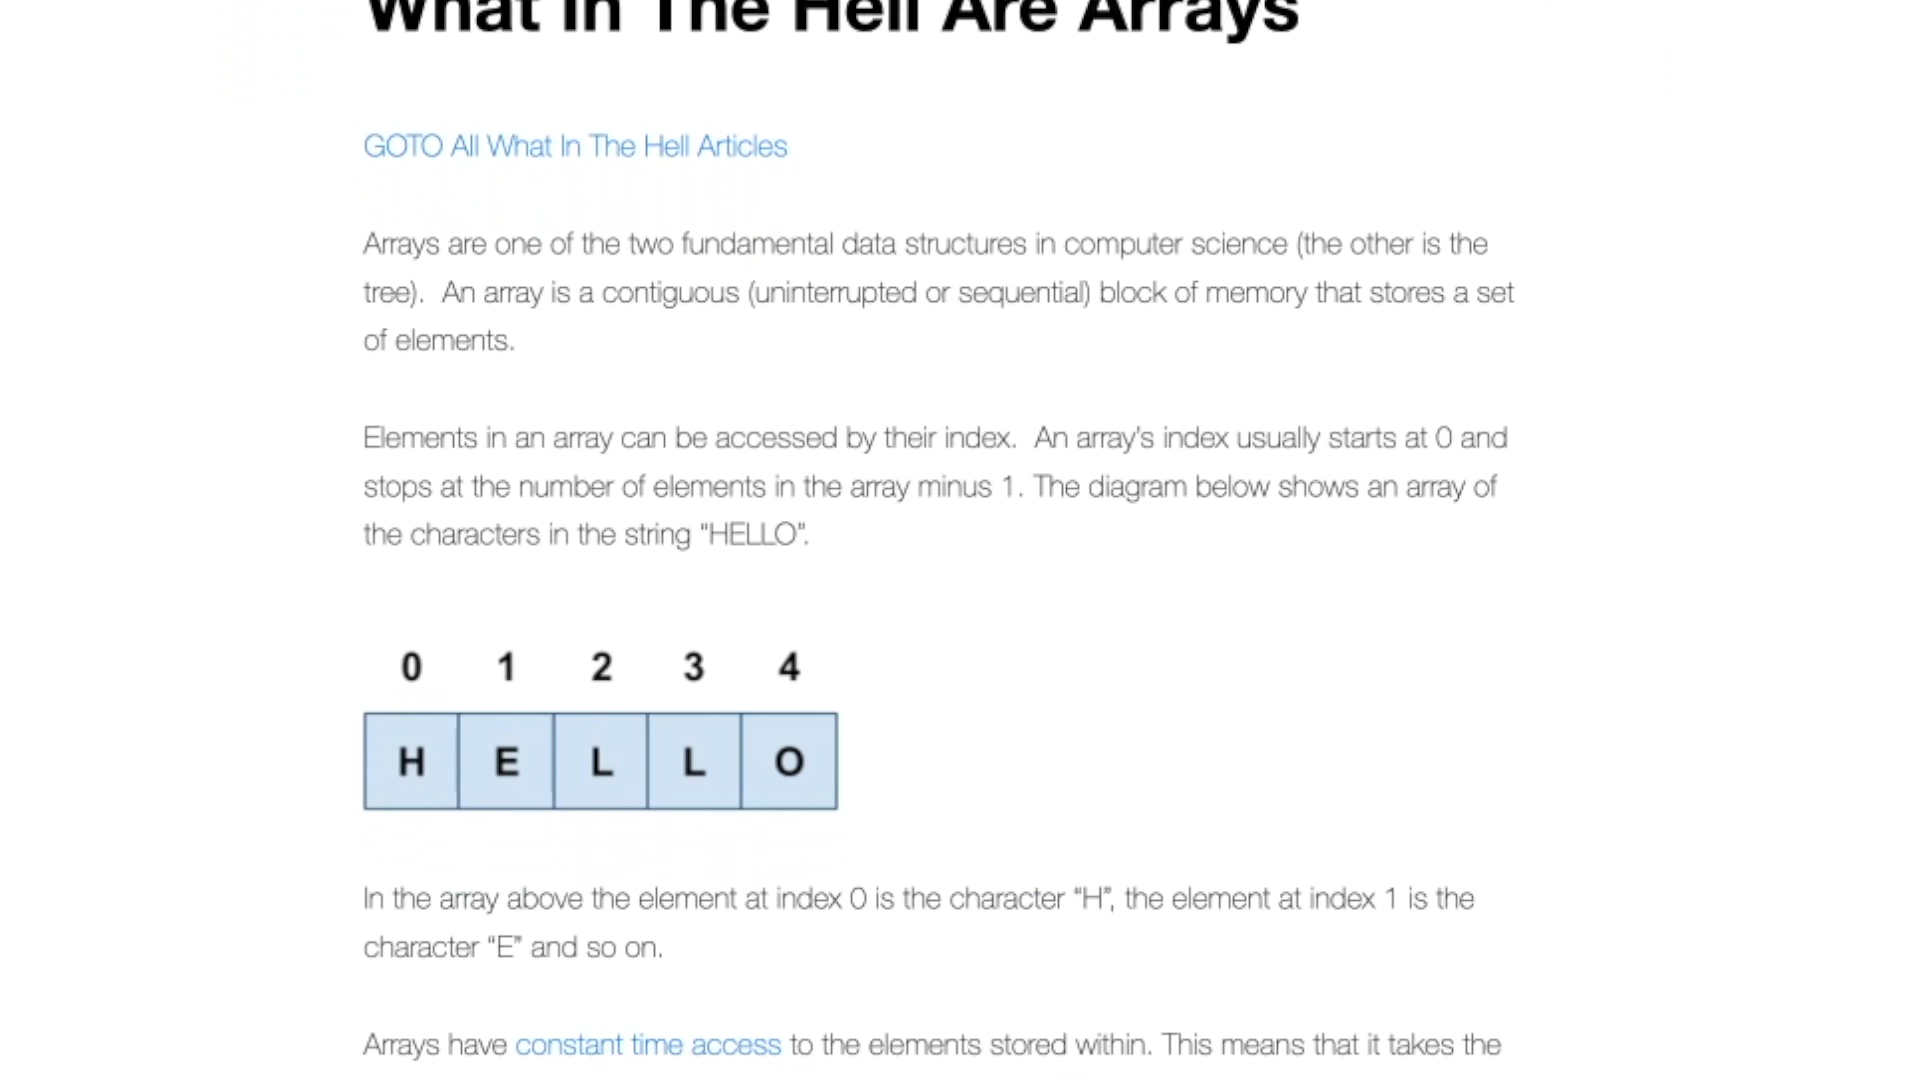 What In The Hell Are Arrays
GOTO All What In The Hell Articles
Arrays are one of the two fundamental data structures in computer science (the other is the
tree).  An array is a contiguous (uninterrupted or sequential) block of memory that stores a set
of elements.
Elements in an array can be accessed by their index.  An array's index usually starts at 0 and
stops at the number of elements in the array minus 1. The diagram below shows an array of
the characters in the string "HELLO".
0 1 2 3 4
H E L L O
In the array above the element at index 0 is the character “H”, the element at index 1 is the
character “E” and so on.
Arrays have constant time access to the elements stored within. This means that it takes the